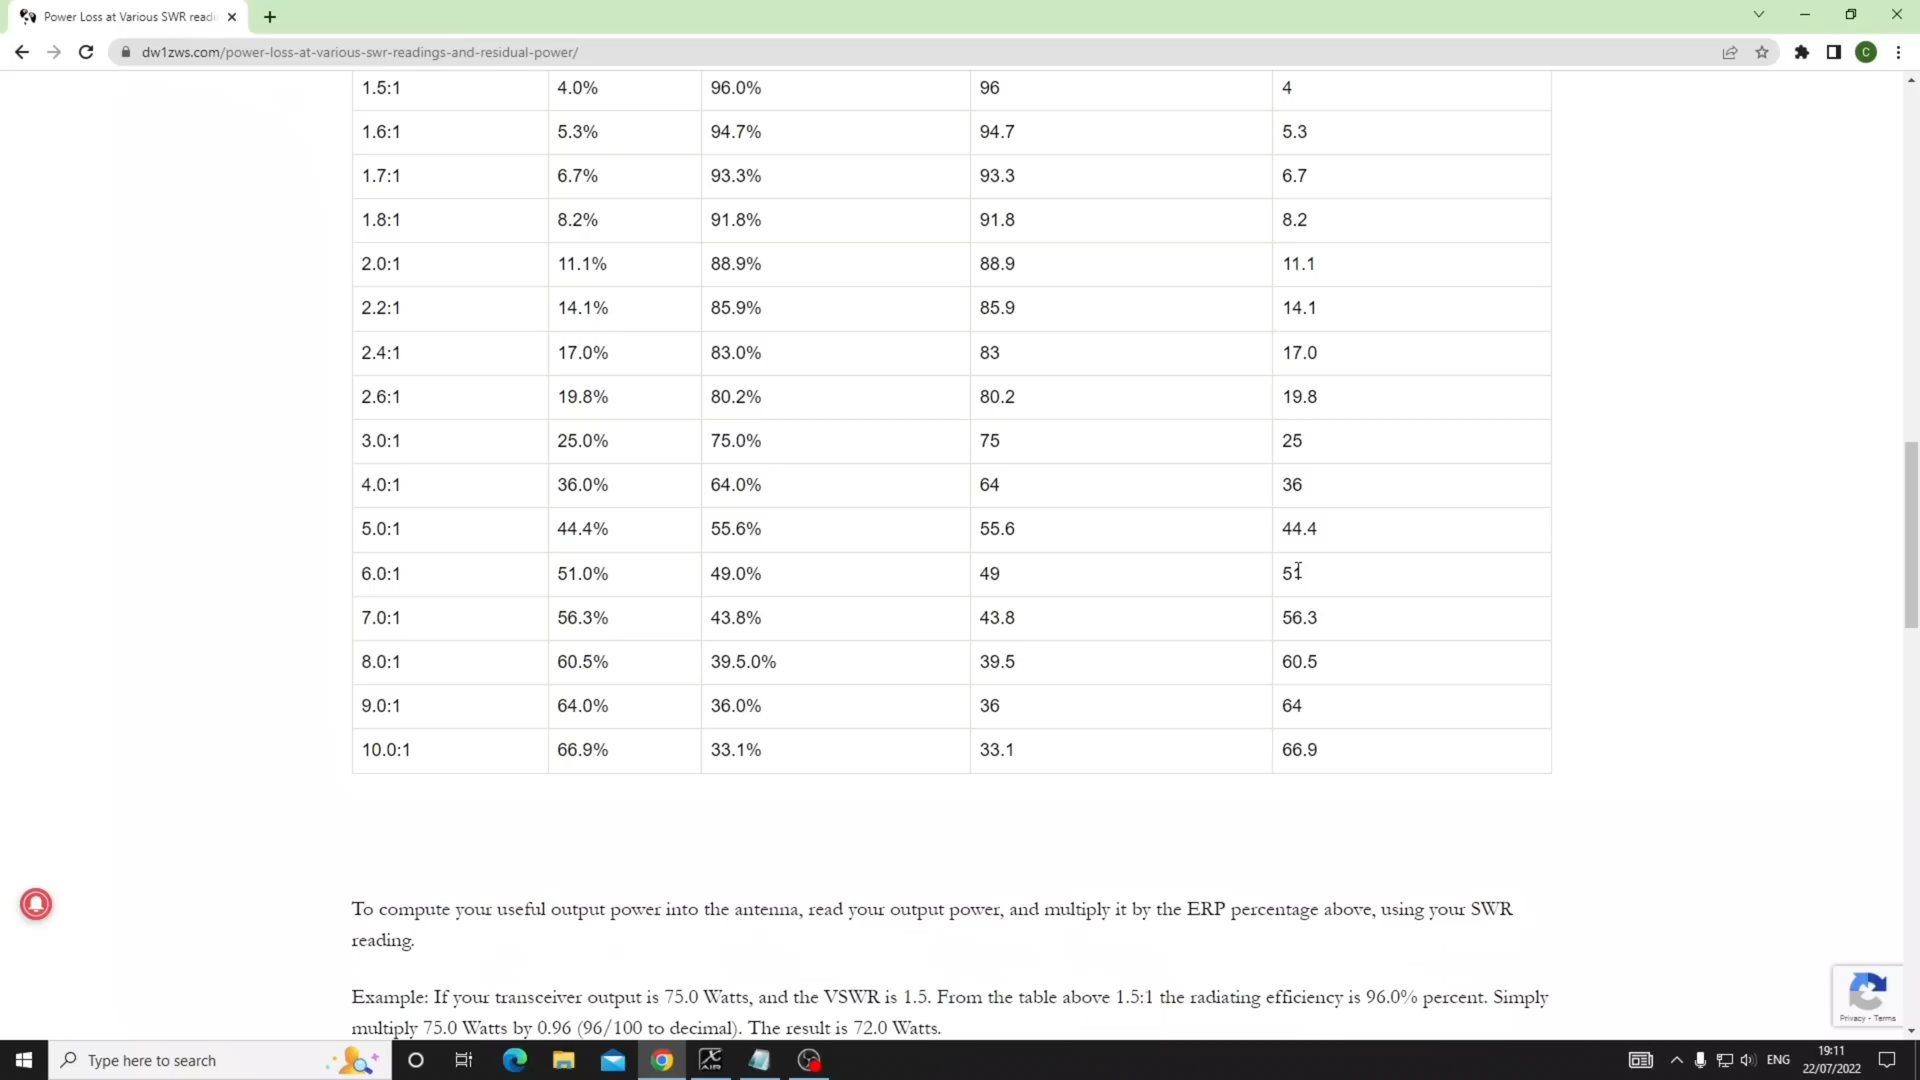 Power Loss at Various SWR readi
dw1zws.com/power-loss-at-various-swr-readings-and-residual-power/
C
1.5:1 4.0% 96.0% 96 4
1.6:1 5.3% 94.7% 94.7 5.3
1.7:1 6.7% 93.3% 93.3 6.7
1.8:1 8.2% 91.8% 91.8 8.2
2.0:1 11.1% 88.9% 88.9 11.1
2.2:1 14.1% 85.9% 85.9 14.1
2.4:1 17.0% 83.0% 83 17.0
2.6:1 19.8% 80.2% 80.2 19.8
3.0:1 25.0% 75.0% 75 25
4.0:1 36.0% 64.0% 64 36
5.0:1 44.4% 55.6% 55.6 44.4
6.0:1 51.0% 49.0% 49 51
7.0:1 56.3% 43.8% 43.8 56.3
8.0:1 60.5% 39.5.0% 39.5 60.5
9.0:1 64.0% 36.0% 36 64
10.0:1 66.9% 33.1% 33.1 66.9
To compute your useful output power into the antenna, read your output power, and multiply it by the ERP percentage above, using your SWR
reading.
Example: If your transceiver output is 75.0 Watts, and the VSWR is 1.5. From the table above 1.5:1 the radiating efficiency is 96.0% percent. Simply
multiply 75.0 Watts by 0.96 (96/100 to decimal). The result is 72.0 Watts.
Privacy - Terms
Type here to search
X AIR
ENG
19:11
22/07/2022